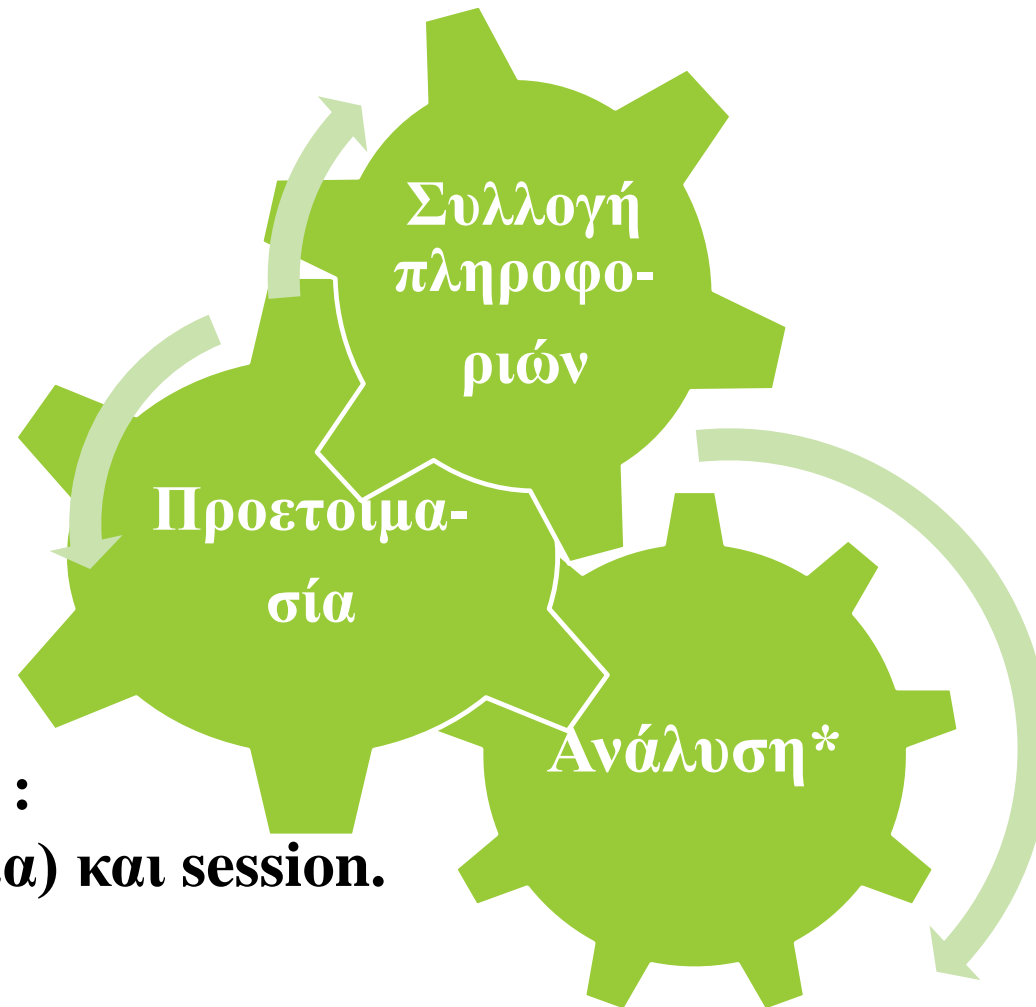 Συλλογή
πληροφο-
ριών
Προετοιμα-
σία
Ανάλυση*
:
α) και session.